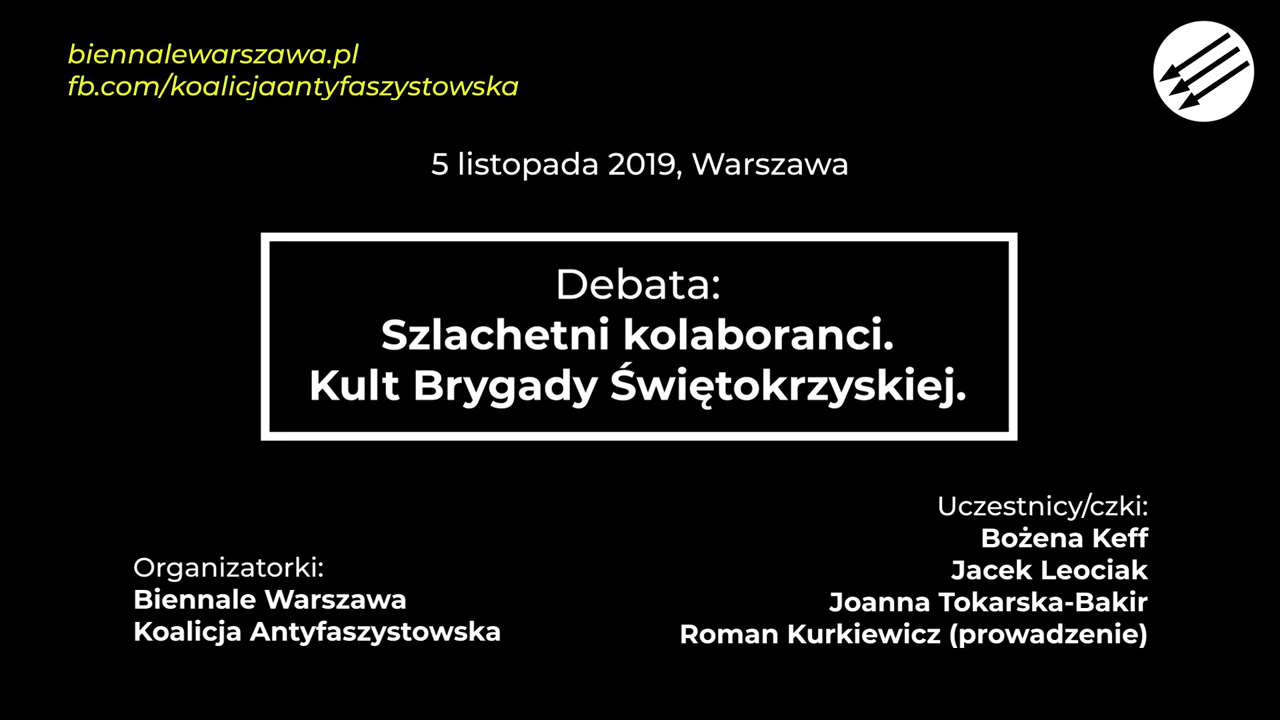 biennalewarszawa.pl
fb.com/koalicjaantyfaszystowska
5 listopada 2019, Warszawa
Debata:
Szlachetni kolaboranci.
Kult Brygady Świętokrzyskiej.
Organizatorki:
Biennale Warszawa
Koalicja Antyfaszystowska
Uczestnicy/czki:
Bożena Keff
Jacek Leociak
Joanna Tokarska-Bakir
Roman Kurkiewicz (prowadzenie)